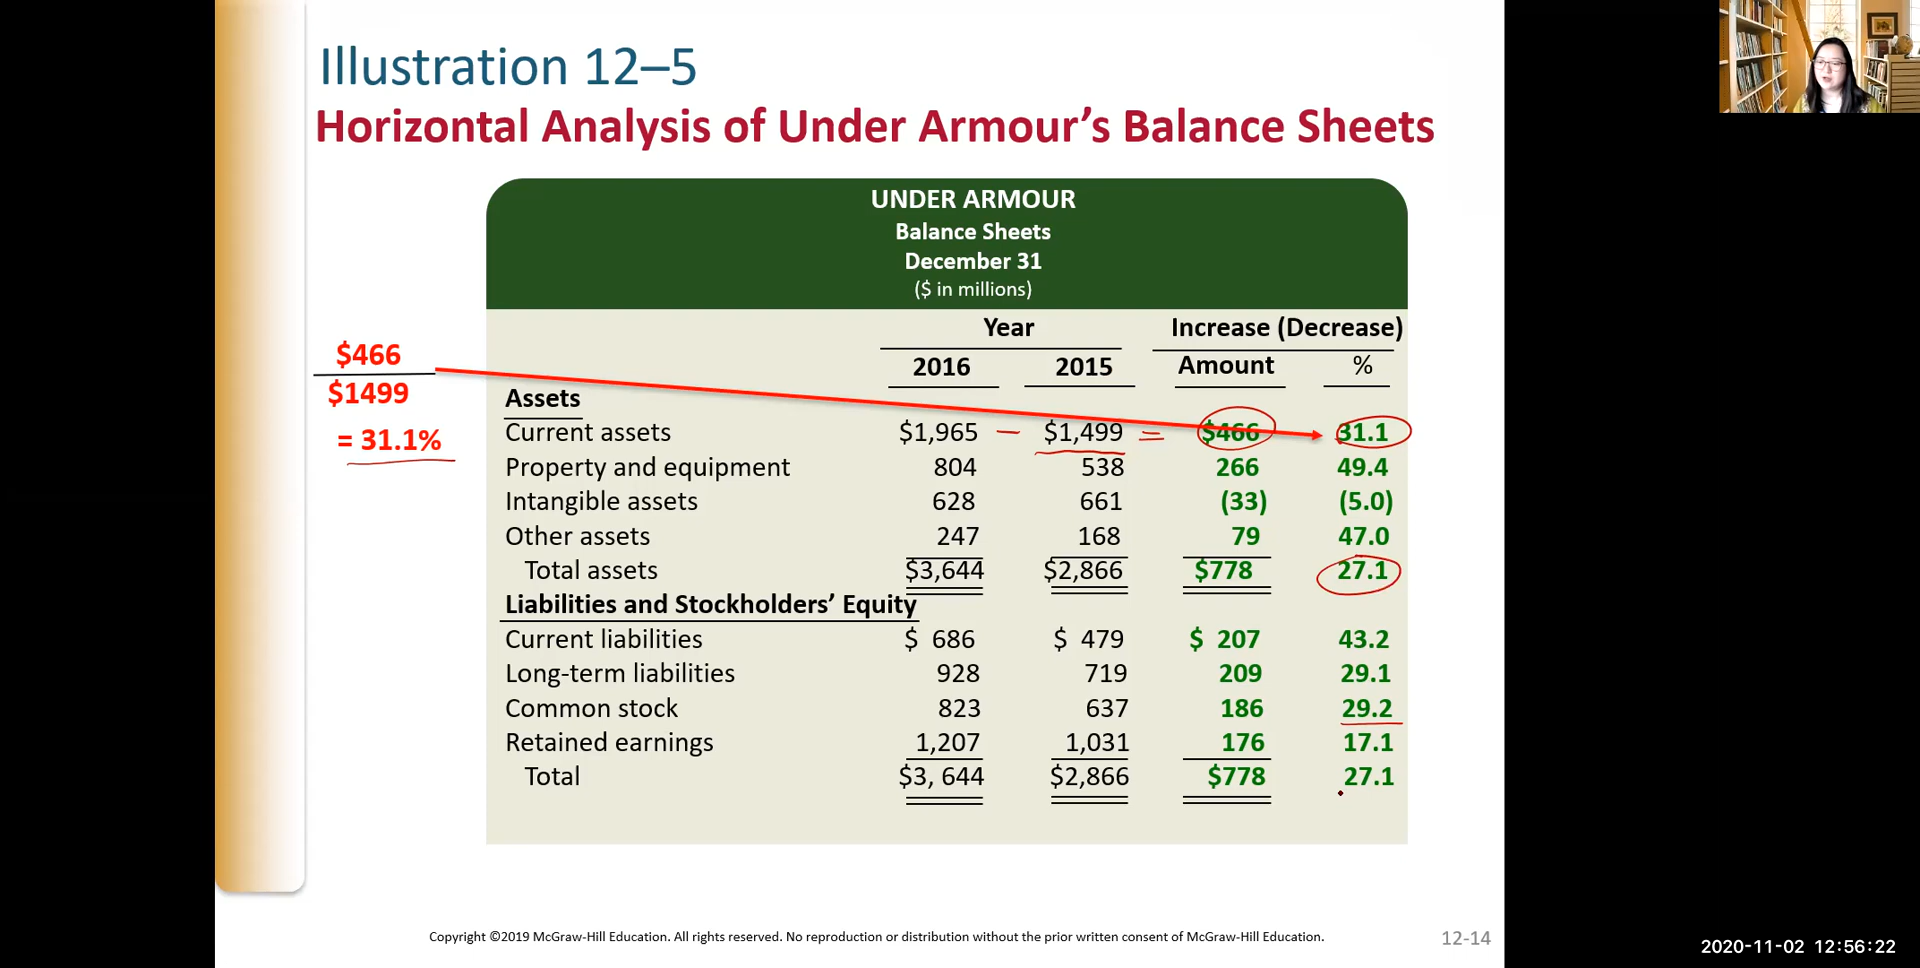 Illustration 12–5
Horizontal Analysis of Under Armour’s Balance Sheets
UNDER ARMOUR
Balance Sheets
December 31
($ in millions)
Year Increase (Decrease)
2016 2015 Amount %
$466
$1499
= 31.1%
Assets
Current assets $1,965 – $1,499 = $466 31.1
Property and equipment 804 538 266 49.4
Intangible assets 628 661 (33) (5.0)
Other assets 247 168 79 47.0
Total assets $3,644 $2,866 $778 27.1
Liabilities and Stockholders’ Equity
Current liabilities $ 686 $ 479 $ 207 43.2
Long-term liabilities 928 719 209 29.1
Common stock 823 637 186 29.2
Retained earnings 1,207 1,031 176 17.1
Total $3, 644 $2,866 $778 27.1
Copyright ©2019 McGraw-Hill Education. All rights reserved. No reproduction or distribution without the prior written consent of McGraw-Hill Education.
12-14
2020-11-02 12:56:22